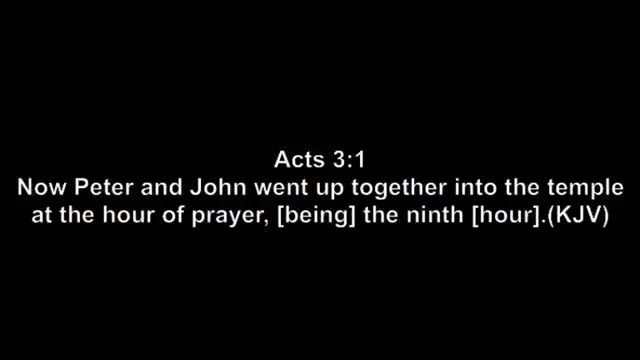 Acts 3:1
Now Peter and John went up together into the temple
at the hour of prayer, [being] the ninth [hour].(KJV)